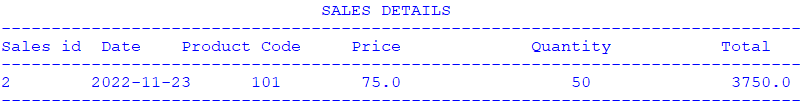 SALES DETAILS
--------------------------------------------------------------------------------
Sales id  Date    Product Code     Price             Quantity           Total
--------------------------------------------------------------------------------
2        2022-11-23      101        75.0                 50              3750.0
--------------------------------------------------------------------------------